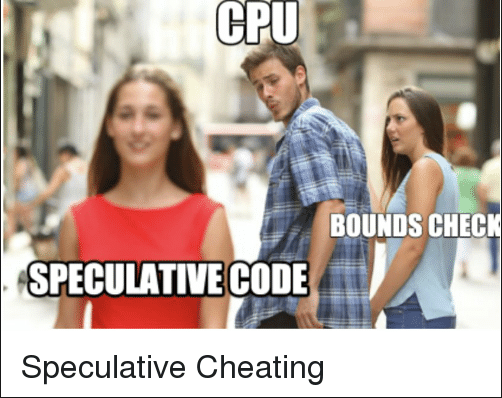 CPU
BOUNDS CHECK
SPECULATIVE CODE
Speculative Cheating